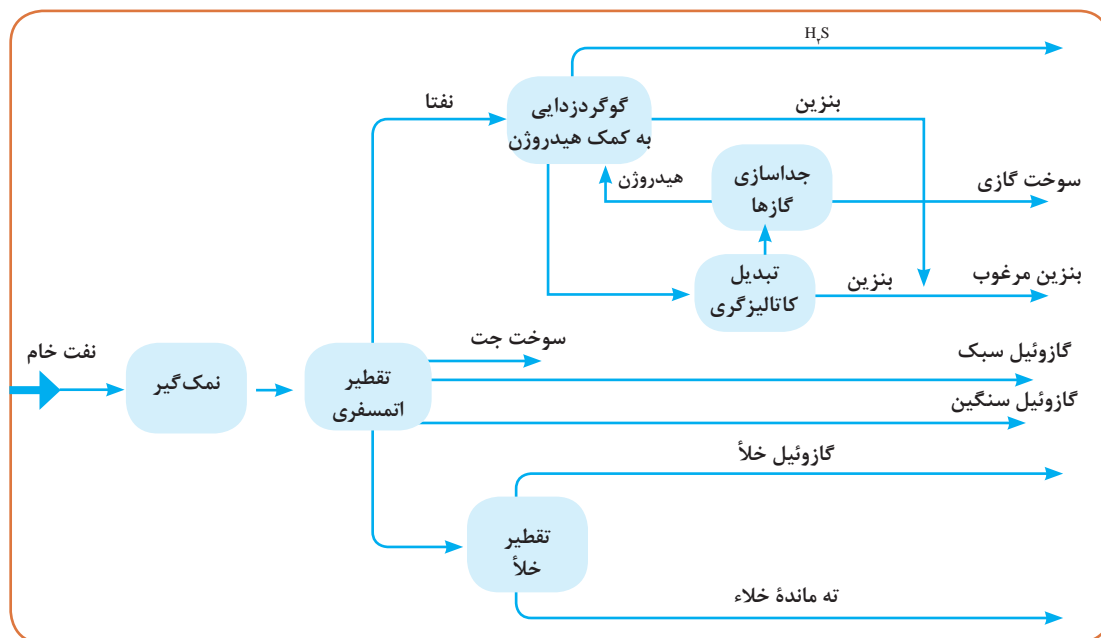 H۲S
نفتا
گوگردزدایی
به کمک هیدروژن
بنزین
هیدروژن
جداسازی
گازها
سوخت گازی
تبدیل
کاتالیزگری
بنزین
بنزین مرغوب
نفت خام
نمک‌گیر
تقطیر
اتمسفری
سوخت جت
گازوئیل سبک
گازوئیل سنگین
گازوئیل خلأ
تقطیر
خلأ
ته ماندۀ خلاء